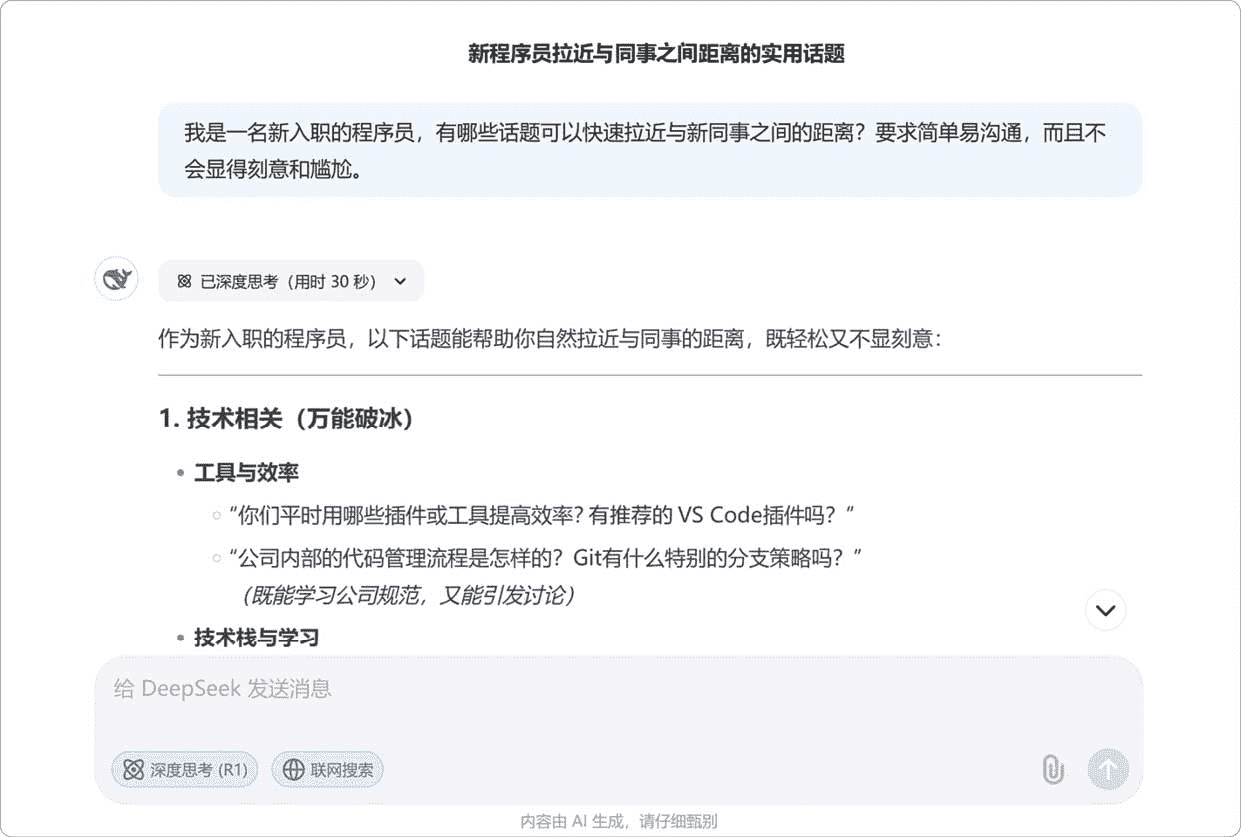 新程序员拉近与同事之间距离的实用话题
我是一名新入职的程序员，有哪些话题可以快速拉近与新同事之间的距离？要求简单易沟通，而且不
会显得刻意和尴尬。
已深度思考（用时 30 秒）
作为新入职的程序员，以下话题能帮助你自然拉近与同事的距离，既轻松又不显刻意：
1. 技术相关（万能破冰）
工具与效率
“你们平时用哪些插件或工具提高效率？有推荐的 VS Code插件吗？”
“公司内部的代码管理流程是怎样的？Git有什么特别的分支策略吗？”
（既能学习公司规范，又能引发讨论）
技术栈与学习
给 DeepSeek 发送消息
深度思考 (R1) 联网搜索
内容由 AI 生成，请仔细甄别